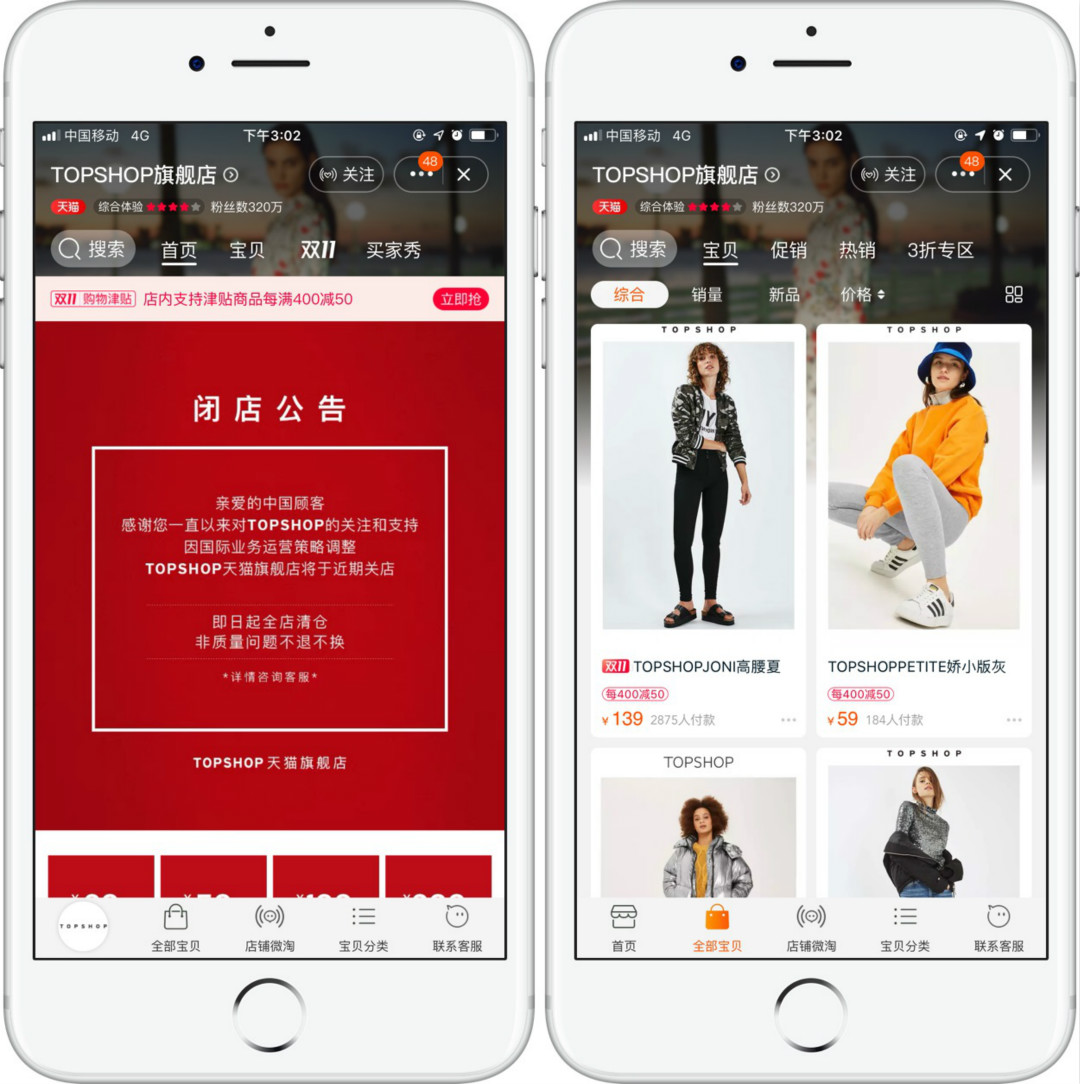 中国移动 4G 下午3:02
TOPSHOP旗舰店 关注 48
天猫 综合体验 粉丝数320万
搜索 首页 宝贝 双11 买家秀
双11 购物津贴 店内支持津贴商品每满400减50 立即抢
闭店公告
亲爱的中国顾客
感谢您一直以来对TOPSHOP的关注和支持
因国际业务运营策略调整
TOPSHOP天猫旗舰店将于近期关店
即日起全店清仓
非质量问题不退不换
*详情咨询客服*
TOPSHOP天猫旗舰店
TOPSHOP 全部宝贝 店铺微淘 宝贝分类 联系客服
中国移动 4G 下午3:02
TOPSHOP旗舰店 关注 48
天猫 综合体验 粉丝数320万
搜索 宝贝 促销 热销 3折专区
综合 销量 新品 价格
TOPSHOP
双11 TOPSHOPJONI高腰夏
每400减50
¥139 2875人付款
TOPSHOP
TOPSHOPPETITE娇小版灰
每400减50
¥59 184人付款
TOPSHOP
TOPSHOP
首页 全部宝贝 店铺微淘 宝贝分类 联系客服